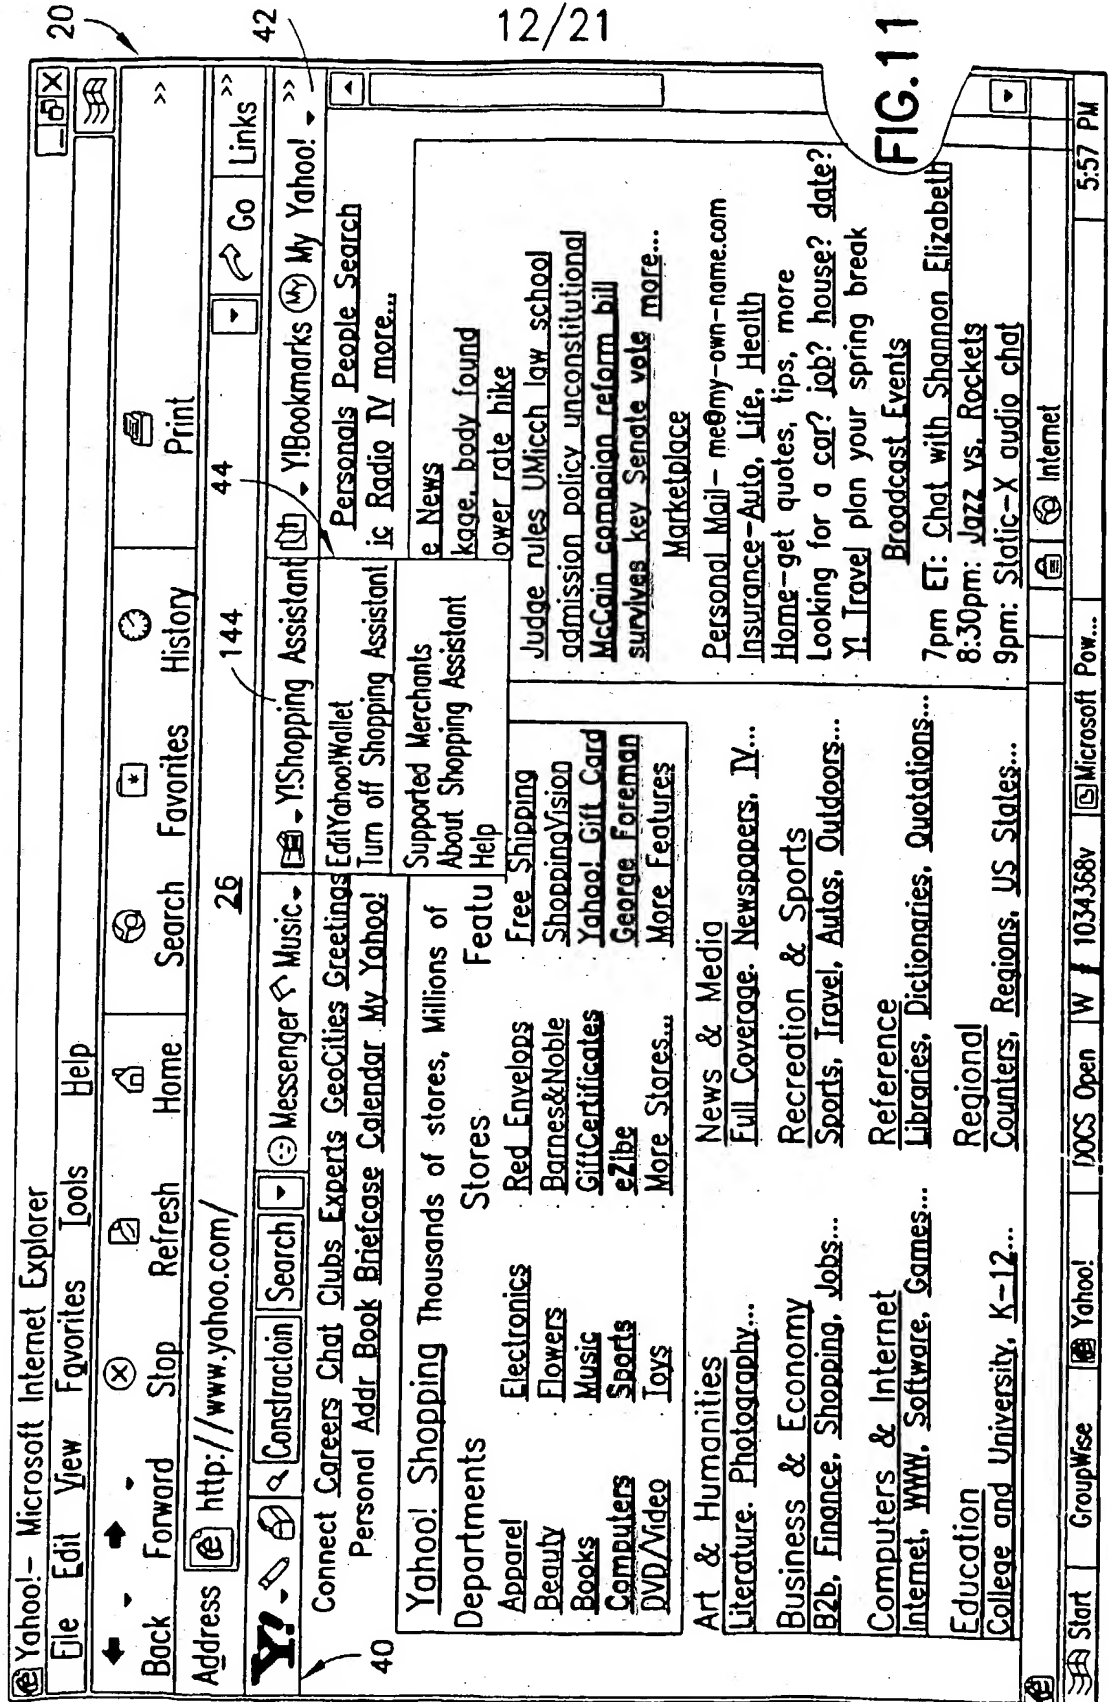 12/21
20
Yahoo!- Microsoft Internet Explorer
File Edit View Favorites Tools Help
Back Forward Stop Refresh Home Search Favorites History Print >>
Address http://www.yahoo.com/ Go Links >>
26
144
44
42
Y! Constractoin Search Messenger Music Y!Shopping Assistant Y!Bookmarks My My Yahoo! >>
40
Connect Careers Chat Clubs Experts GeoCities Greetings
Personal Addr Book Briefcase Calendar My Yahoo!
EditYahoo!Wallet
Turn off Shopping Assistant
Supported Merchants
About Shopping Assistant
Help
Personals People Search
ic Radio TV more...
Yahoo! Shopping Thousands of stores, Millions of
Departments
Apparel Electronics
Beauty Flowers
Books Music
Computers Sports
DVD/Video Toys
Stores
Red Envelops
Barnes&Noble
GiftCertificates
eZibe
More Stores...
Featu
Free Shipping
ShoppingVision
Yahoo! Gift Card
George Foreman
More Features
Art & Humanities
Literature. Photography...
Business & Economy
B2b, Finance, Shopping, Jobs...
Computers & Internet
Internet, WWW, Software, Games...
Education
College and University, K-12...
News & Media
Full Coverage. Newspapers, TV...
Recreation & Sports
Sports, Travel, Autos, Outdoors...
Reference
Libraries, Dictionaries, Quotations...
Regional
Counters, Regions, US States...
e News
kage, body found
ower rate hike
Judge rules UMicch law school
admission policy unconstitutional
McCain campaign reform bill
survives key Senate vote more...
Marketplace
Personal Mail- me@my-own-name.com
Insurance-Auto, Life, Health
Home-get quotes, tips, more
Looking for a car? job? house? date?
Y! Travel plan your spring break
Broadcast Events
7pm ET: Chat with Shannon Elizabeth
8:30pm: Jazz vs. Rockets
9pm: Static-X audio chat
Internet
Start GroupWise Yahoo! DOCS Open W 1034368v Microsoft Pow... 5:57 PM
FIG.11